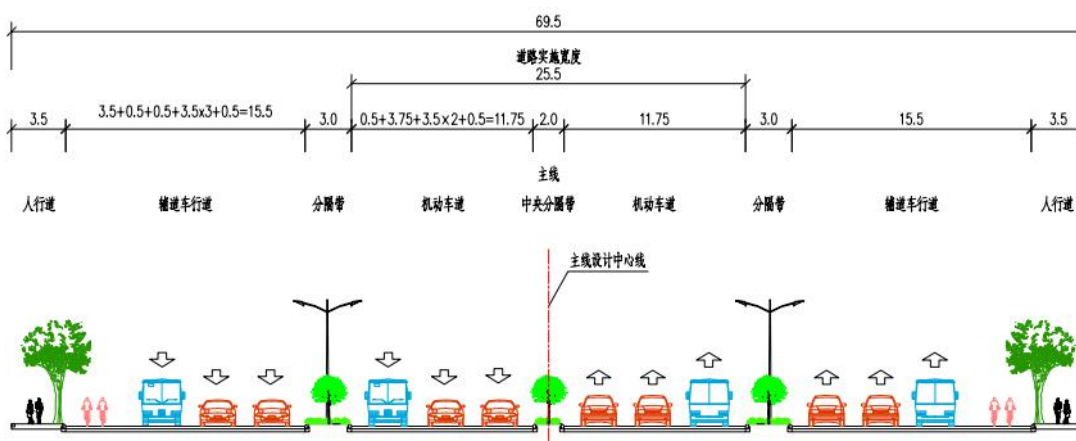 69.5
道路实施宽度
25.5
3.5 3.5+0.5+0.5+3.5x3+0.5=15.5 3.0 0.5+3.75+3.5×2+0.5=11.75 2.0 11.75 3.0 15.5 3.5
主线
人行道 辅道车行道 分隔带 机动车道 中央分隔带 机动车道 分隔带 辅道车行道 人行道
主线设计中心线